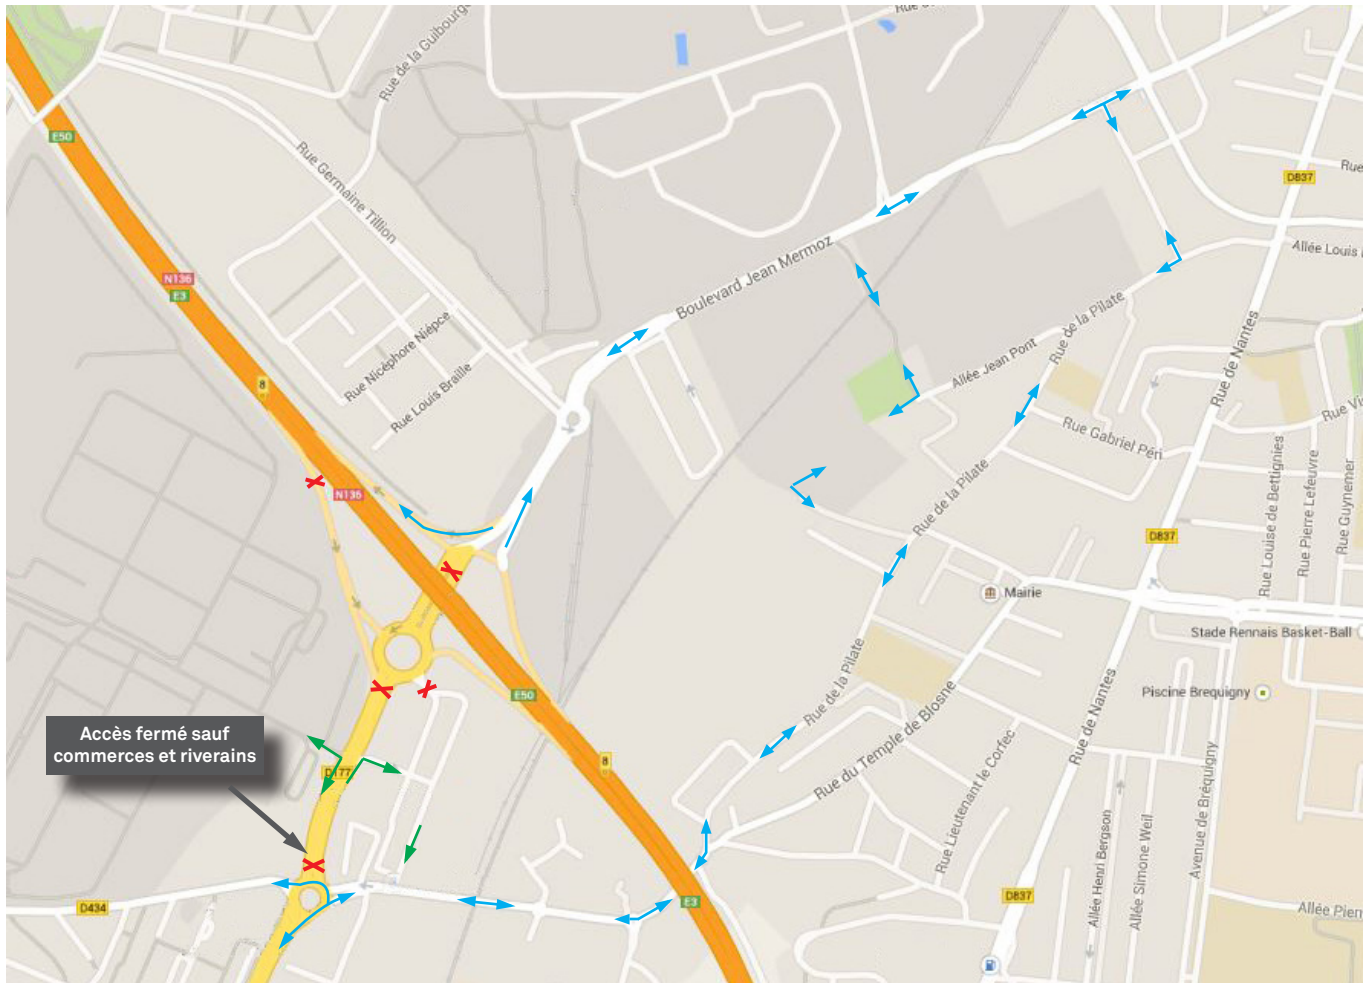 Rue de la Guibourg
E50
Rue Germaine Tillion
D837
Rue
Allée Louis
N136
E3
Boulevard Jean Mermoz
Rue de la Pilate
Rue de Nantes
Rue Nicéphore Niépce
Allée Jean Pont
8
Rue Louis Braille
Rue Gabriel Péri
Rue Vi
N136
Rue de la Pilate
Rue Louise de Bettignies
Rue Pierre Lefeuvre
Rue Guynemer
D837
Mairie
Stade Rennais Basket-Ball
Rue de la Pilate
E50
Piscine Brequigny
Rue de Nantes
Accès fermé sauf
commerces et riverains
D177
8
Rue du Temple de Blosne
Rue Lieutenant le Corfec
Allée Henri Bergson
Allée Simone Weil
Avenue de Bréquigny
D434
E3
D837
Allée Pierr